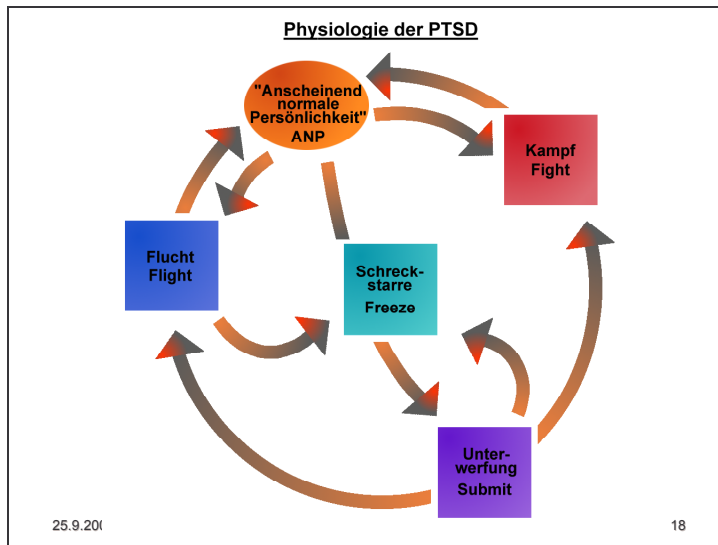 Physiologie der PTSD
"Anscheinend
normale
Persönlichkeit"
ANP
Kampf
Fight
Flucht
Flight
Schreck-
starre
Freeze
Unter-
werfung
Submit
18